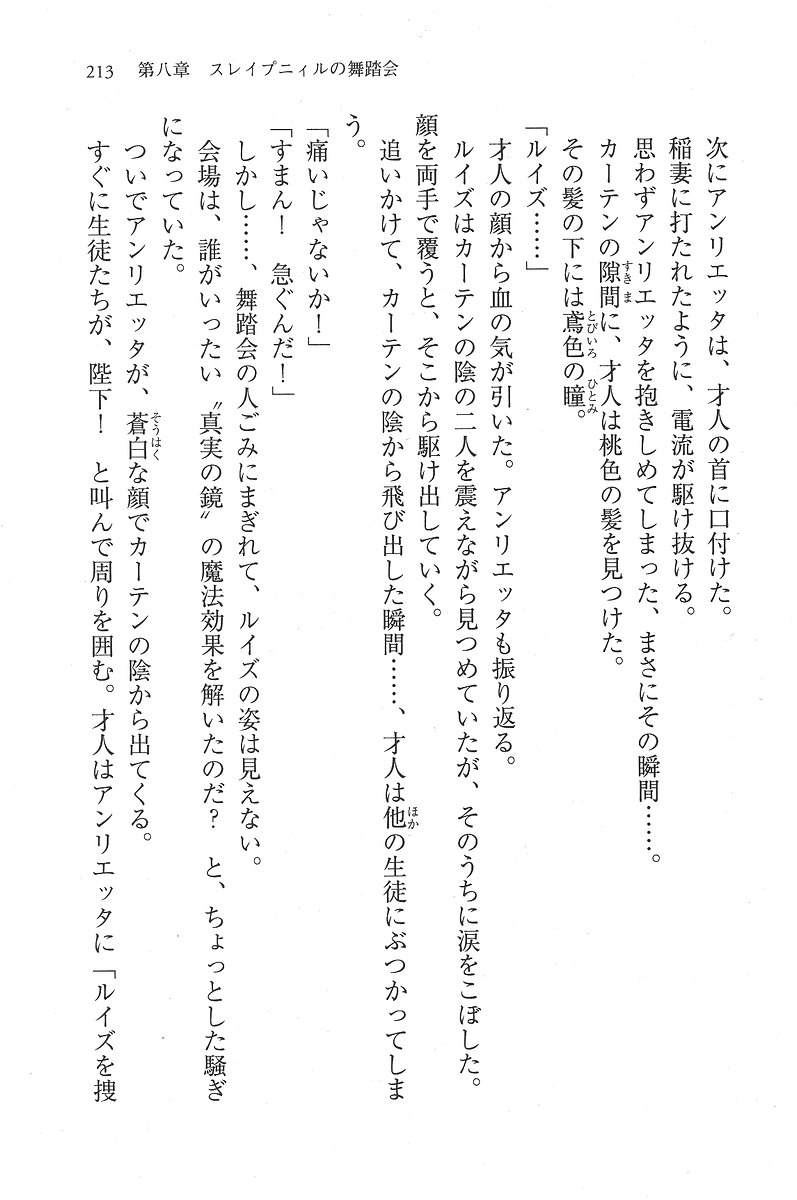 213　第八章　スレイプニィルの舞踏会
　次にアンリエッタは、才人の首に口付けた。
　稲妻に打たれたように、電流が駆け抜ける。
　思わずアンリエッタを抱きしめてしまった、まさにその瞬間……。
　カーテンの隙間に、才人は桃色の髪を見つけた。
　その髪の下には鳶色の瞳。
「ルイズ……」
　才人の顔から血の気が引いた。アンリエッタも振り返る。
　ルイズはカーテンの陰の二人を震えながら見つめていたが、そのうちに涙をこぼした。
顔を両手で覆うと、そこから駆け出していく。
　追いかけて、カーテンの陰から飛び出した瞬間……、才人は他の生徒にぶつかってしま
う。
「痛いじゃないか！」
「すまん！　急ぐんだ！」
　しかし……、舞踏会の人ごみにまぎれて、ルイズの姿は見えない。
　会場は、誰がいったい〝真実の鏡〟の魔法効果を解いたのだ？　と、ちょっとした騒ぎ
になっていた。
　ついでアンリエッタが、蒼白な顔でカーテンの陰から出てくる。
　すぐに生徒たちが、陛下！　と叫んで周りを囲む。才人はアンリエッタに「ルイズを捜